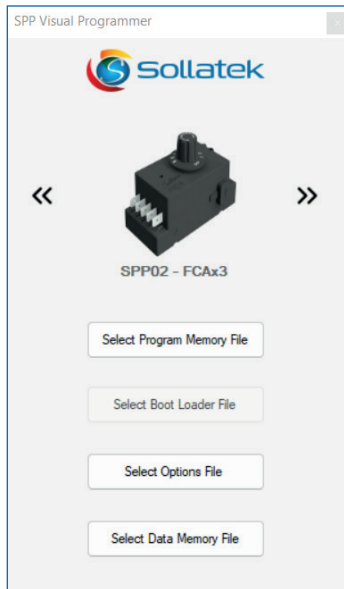 SPP Visual Programmer
Sollatek
SPP02 - FCAx3
Select Program Memory File
Select Boot Loader File
Select Options File
Select Data Memory File